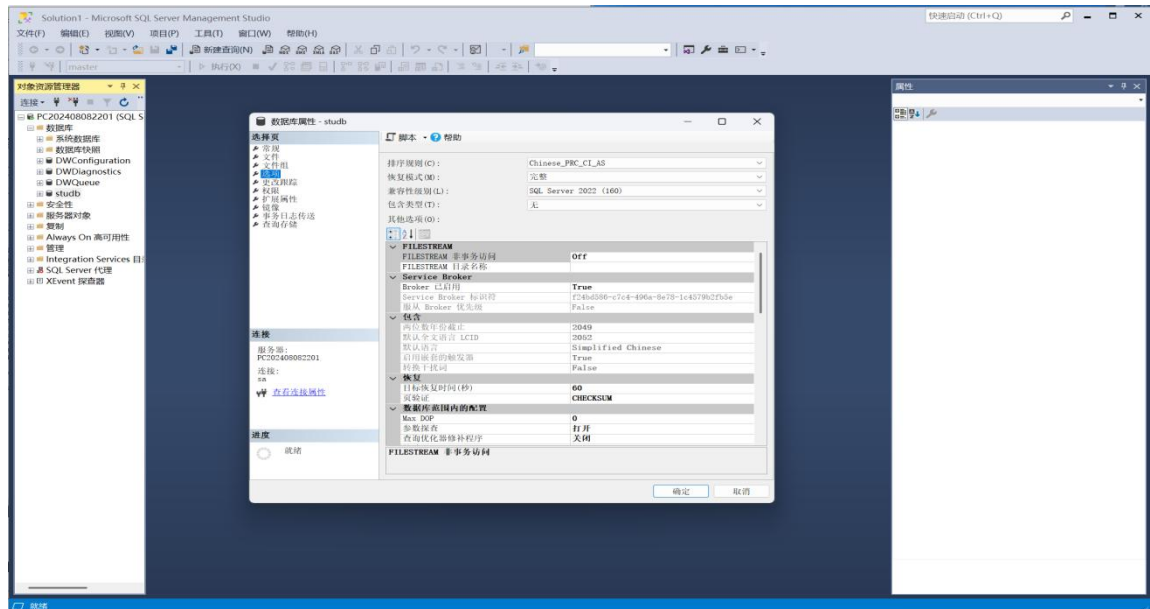 Solution1 - Microsoft SQL Server Management Studio
快速启动 (Ctrl+Q)
文件(F) 编辑(E) 视图(V) 项目(P) 工具(T) 窗口(W) 帮助(H)
新建查询(N)
master
执行(X)
对象资源管理器
连接
PC202408082201 (SQL S
数据库
系统数据库
数据库快照
DWConfiguration
DWDiagnostics
DWQueue
studb
安全性
服务器对象
复制
Always On 高可用性
管理
Integration Services 目
SQL Server 代理
XEvent 探查器
数据库属性 - studb
选择页
常规
文件
文件组
选项
更改跟踪
权限
扩展属性
镜像
事务日志传送
查询存储
连接
服务器:
PC202408082201
连接:
sa
查看连接属性
进度
就绪
脚本 帮助
排序规则(C): Chinese_PRC_CI_AS
恢复模式(M): 完整
兼容性级别(L): SQL Server 2022 (160)
包含类型(T): 无
其他选项(O):
FILESTREAM
FILESTREAM 非事务访问 Off
FILESTREAM 目录名称
Service Broker
Broker 已启用 True
Service Broker 标识符
服从 Broker 优先级 False
包含
两位数年份截止 2049
默认全文语言 LCID 2052
默认语言 Simplified Chinese
启用嵌套的触发器 True
转换干扰词 False
恢复
目标恢复时间(秒) 60
页验证 CHECKSUM
数据库范围内的配置
Max DOP 0
参数探查 打开
查询优化器修补程序 关闭
FILESTREAM 非事务访问
确定 取消
属性
就绪